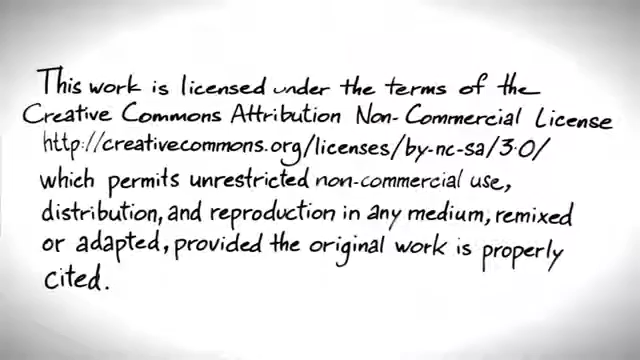 This work is licensed under the terms of the
Creative Commons Attribution Non-Commercial License
http://creativecommons.org/licenses/by-nc-sa/3.0/
which permits unrestricted non-commercial use,
distribution, and reproduction in any medium, remixed
or adapted, provided the original work is properly
cited.